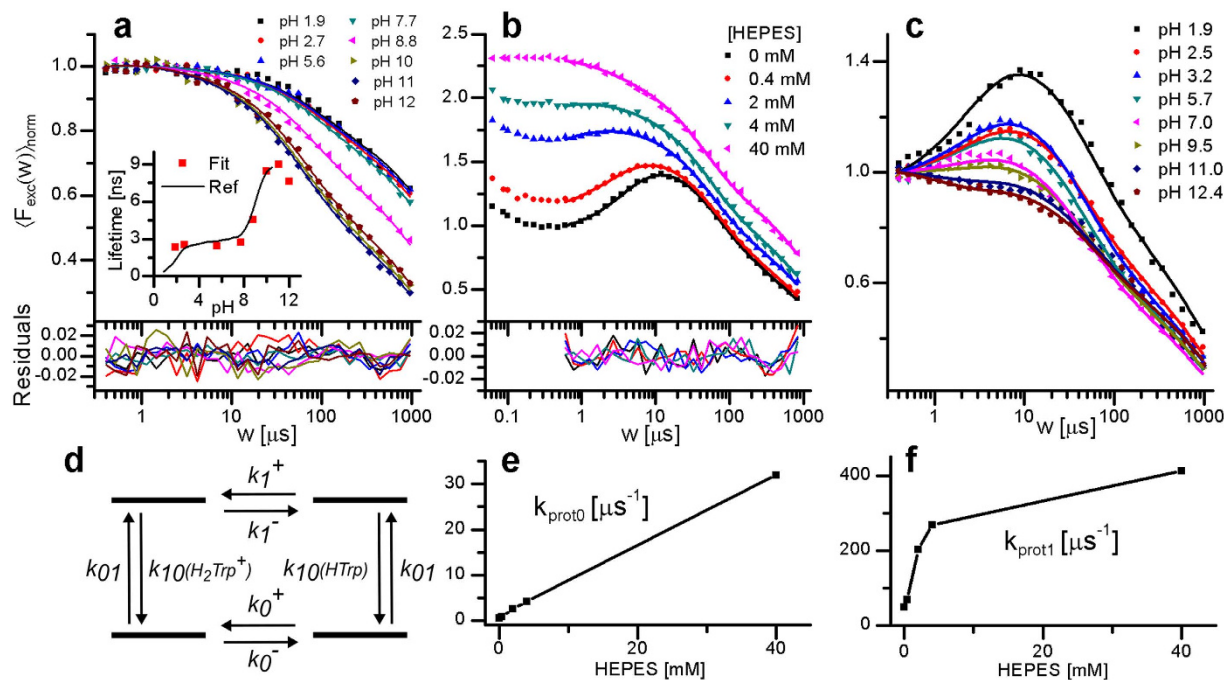 a
pH 1.9
pH 2.7
pH 5.6
pH 7.7
pH 8.8
pH 10
pH 11
pH 12
⟨F_exc(W)⟩_norm
1.0
0.8
0.6
0.4
Lifetime [ns]
9
6
3
0
Fit
Ref
0 4 8 12
pH
Residuals
0.02
0.00
-0.02
1 10 100 1000
W [µs]
b
[HEPES]
0 mM
0.4 mM
2 mM
4 mM
40 mM
2.5
2.0
1.5
1.0
0.5
0.02
0.00
-0.02
0.1 1 10 100 1000
W [µs]
c
pH 1.9
pH 2.5
pH 3.2
pH 5.7
pH 7.0
pH 9.5
pH 11.0
pH 12.4
1.4
1.0
0.6
1 10 100 1000
W [µs]
d
k₁⁺
k₁⁻
k₀₁
k₁₀(H₂Trp⁺)
k₁₀(HTrp)
k₀₁
k₀⁺
k₀⁻
e
k_prot0 [µs⁻¹]
30
20
10
0
0 20 40
HEPES [mM]
f
k_prot1 [µs⁻¹]
400
200
0
0 20 40
HEPES [mM]